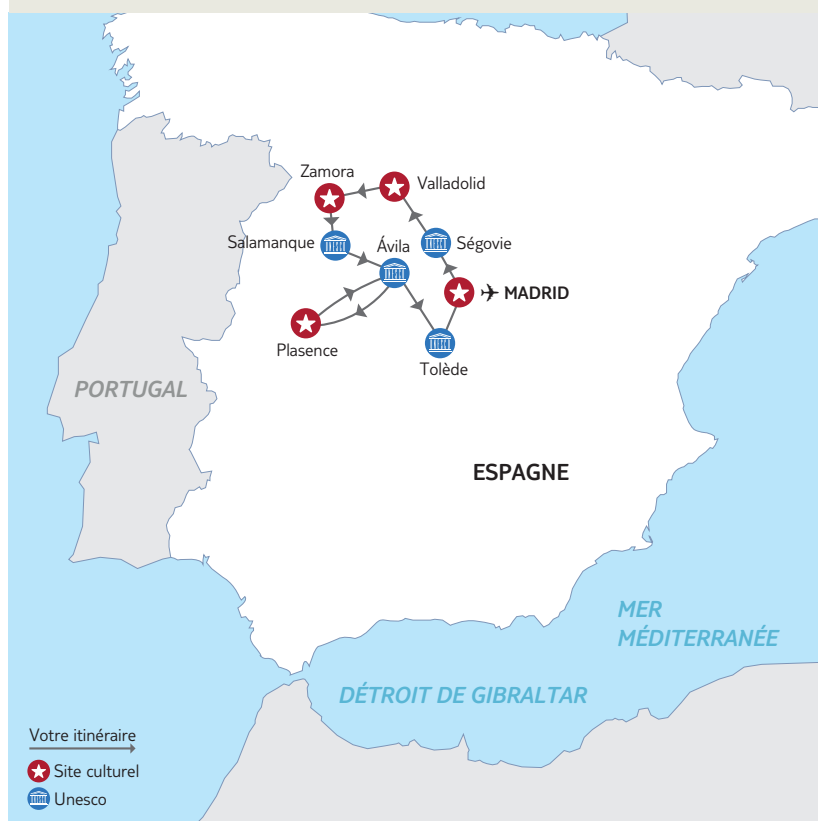 Zamora
Valladolid
Salamanque
Ávila
Ségovie
MADRID
Plasence
Tolède
PORTUGAL
ESPAGNE
MER
MÉDITERRANÉE
DÉTROIT DE GIBRALTAR
Votre itinéraire
Site culturel
Unesco